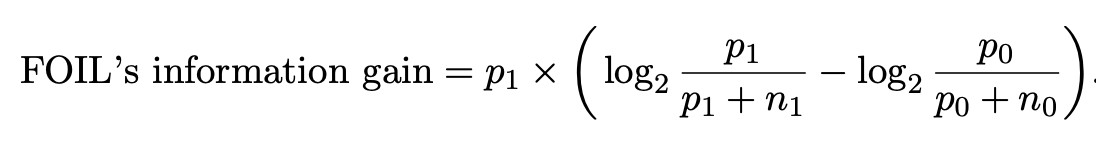 FOIL's information gain = p₁ × ( log₂ p₁/(p₁ + n₁) − log₂ p₀/(p₀ + n₀) ).